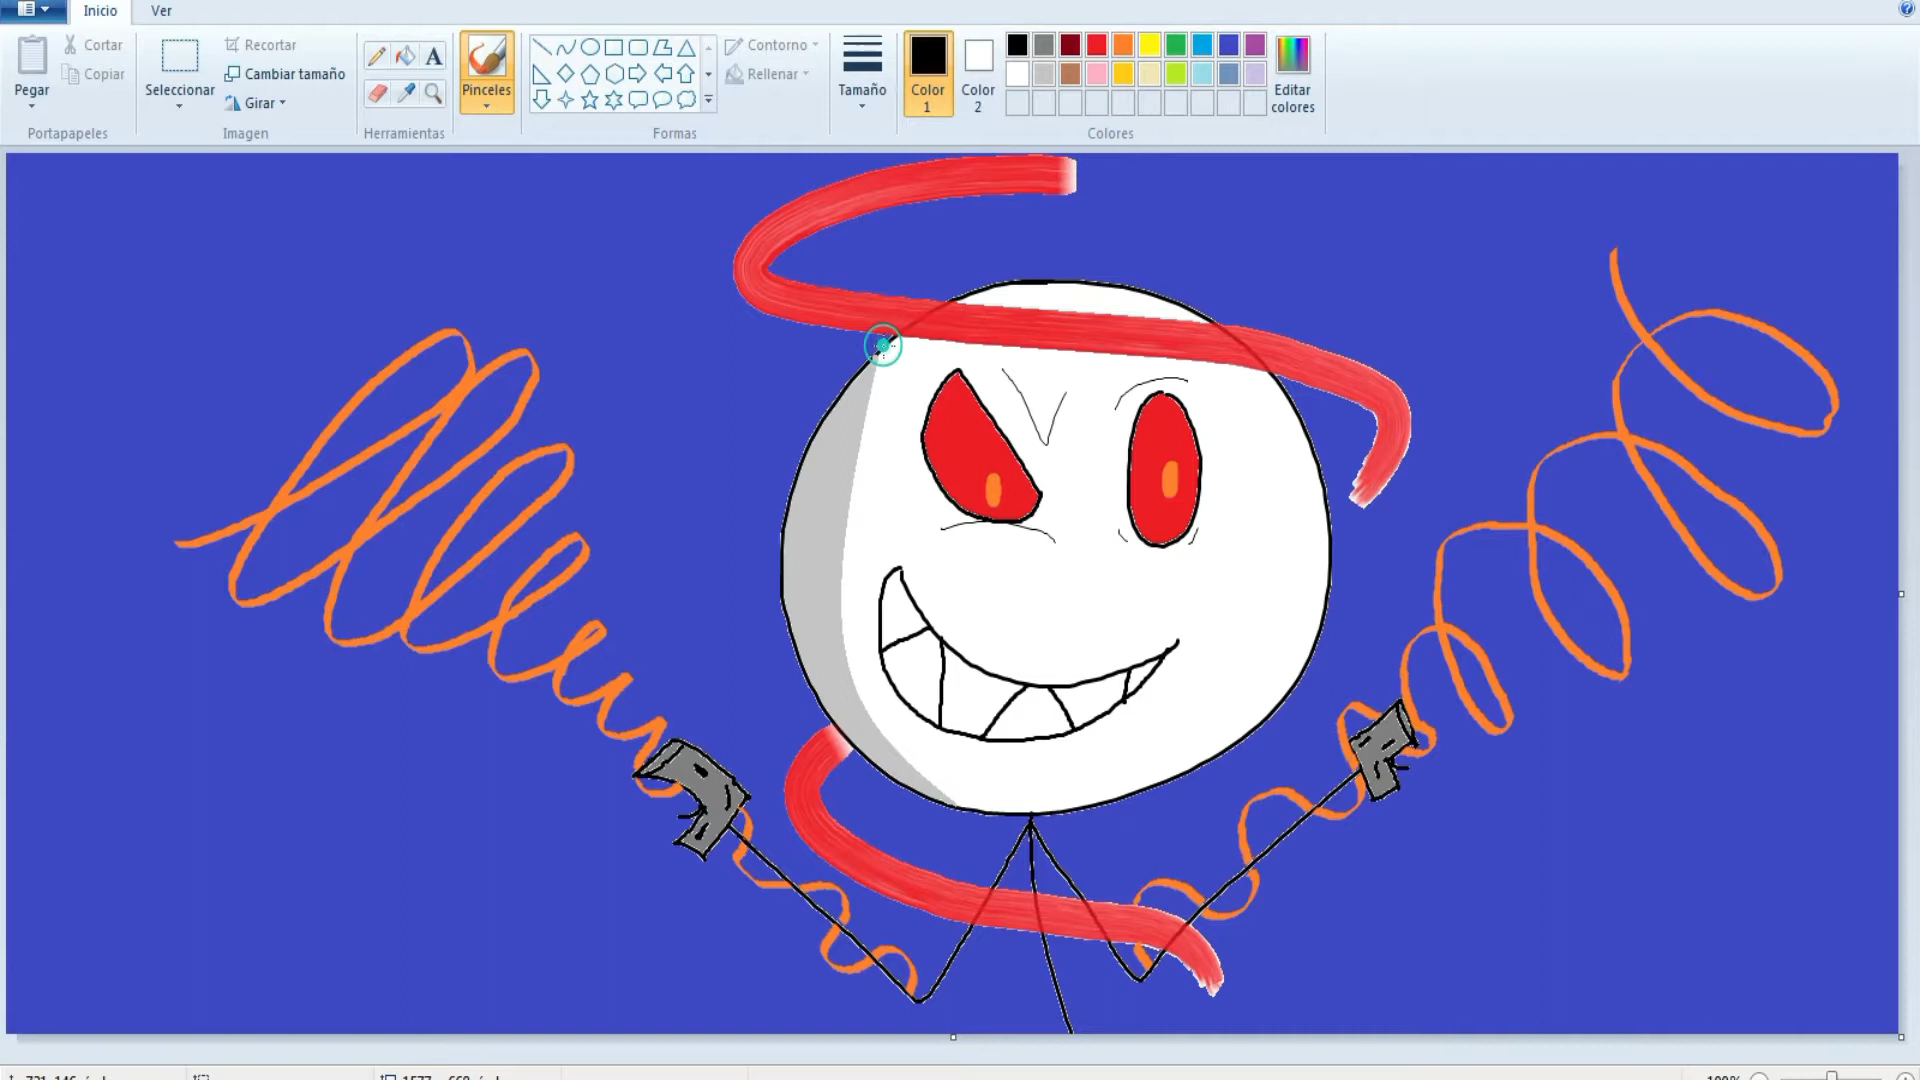 Inicio Ver
Pegar
Cortar
Copiar
Portapapeles
Seleccionar
Recortar
Cambiar tamaño
Girar
Imagen
A
Herramientas
Pinceles
Contorno
Rellenar
Formas
Tamaño
Color
1
Color
2
Editar
colores
Colores